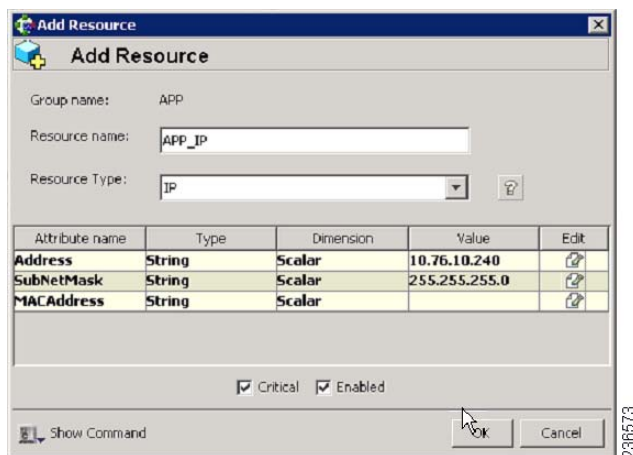 Add Resource
Add Resource
Group name: APP
Resource name: APP_IP
Resource Type: IP
Attribute name Type Dimension Value Edit
Address String Scalar 10.76.10.240
SubNetMask String Scalar 255.255.255.0
MACAddress String Scalar
Critical Enabled
Show Command OK Cancel
236573